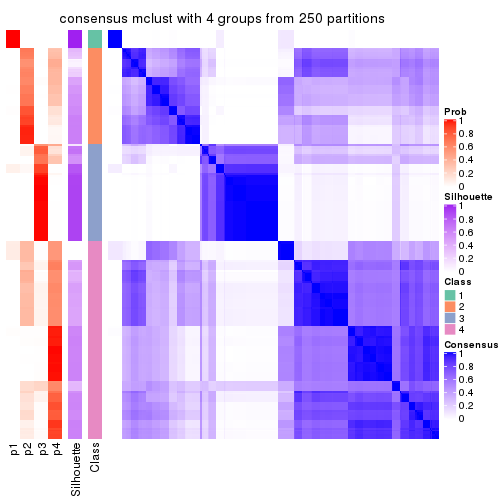 consensus mclust with 4 groups from 250 partitions
Prob
1
0.8
0.6
0.4
0.2
0
Silhouette
1
0.8
0.6
0.4
0.2
0
Class
1
2
3
4
Consensus
1
0.8
0.6
0.4
0.2
0
p1
p2
p3
p4
Silhouette
Class